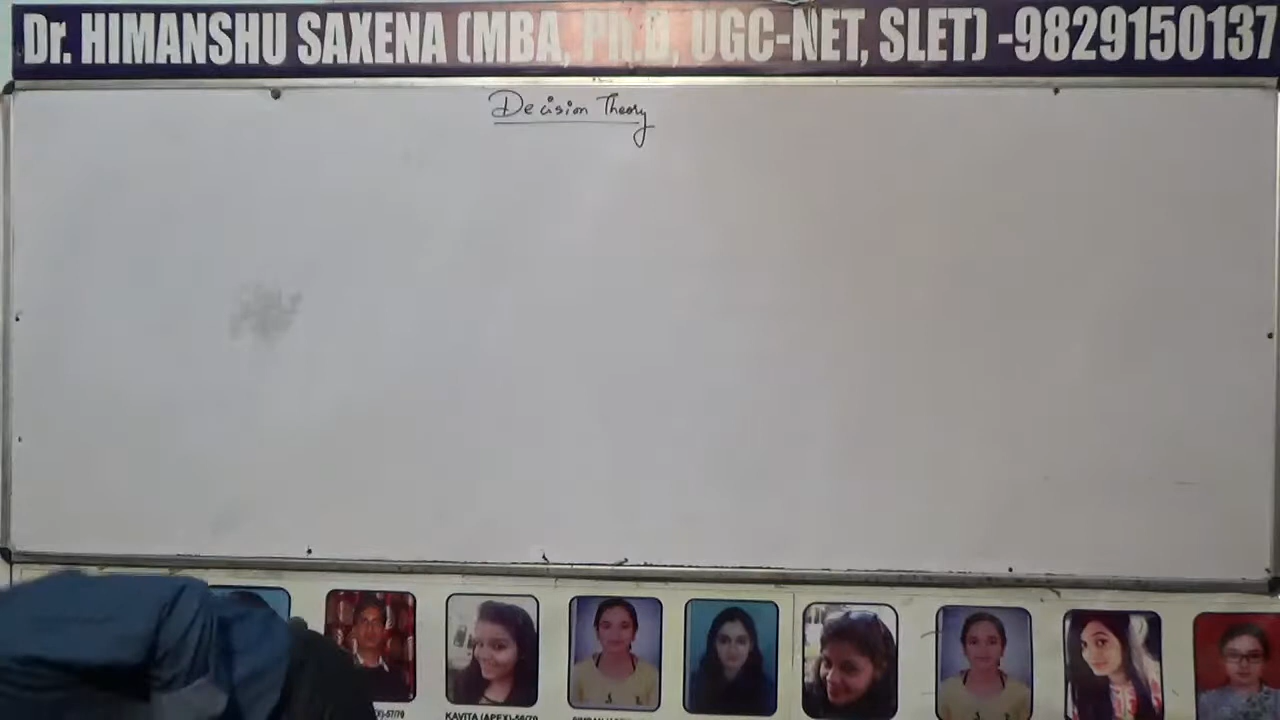 Dr. HIMANSHU SAXENA (MBA, Ph.D, UGC-NET, SLET) -9829150137
Decision Theory
KAVITA (APEX)-56/70